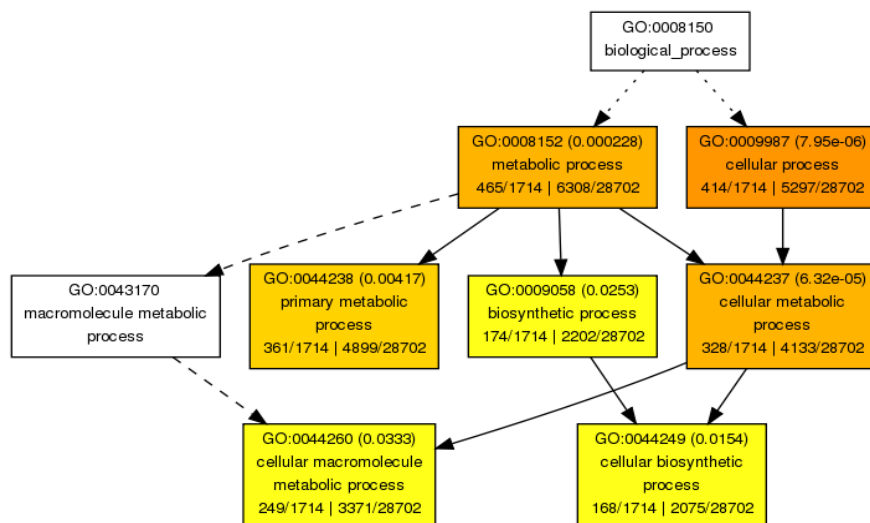 GO:0008150
biological_process
GO:0008152 (0.000228)
metabolic process
465/1714 | 6308/28702
GO:0009987 (7.95e-06)
cellular process
414/1714 | 5297/28702
GO:0043170
macromolecule metabolic
process
GO:0044238 (0.00417)
primary metabolic
process
361/1714 | 4899/28702
GO:0009058 (0.0253)
biosynthetic process
174/1714 | 2202/28702
GO:0044237 (6.32e-05)
cellular metabolic
process
328/1714 | 4133/28702
GO:0044260 (0.0333)
cellular macromolecule
metabolic process
249/1714 | 3371/28702
GO:0044249 (0.0154)
cellular biosynthetic
process
168/1714 | 2075/28702